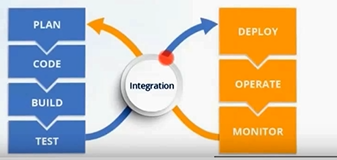 PLAN
CODE
BUILD
TEST
Integration
DEPLOY
OPERATE
MONITOR